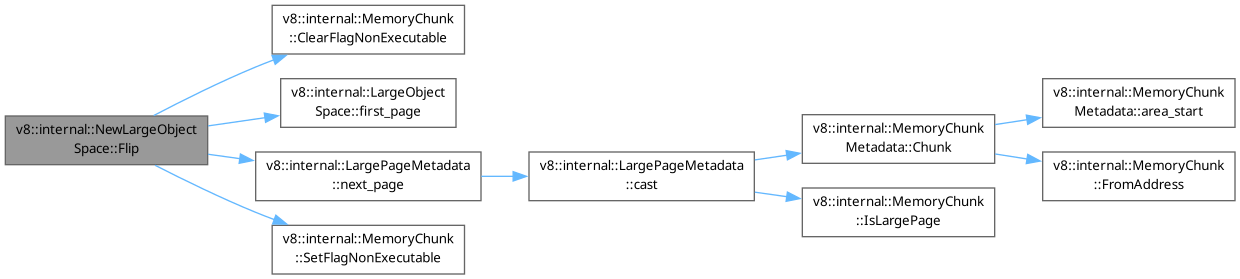 v8::internal::NewLargeObject
Space::Flip
v8::internal::MemoryChunk
::ClearFlagNonExecutable
v8::internal::LargeObject
Space::first_page
v8::internal::LargePageMetadata
::next_page
v8::internal::MemoryChunk
::SetFlagNonExecutable
v8::internal::LargePageMetadata
::cast
v8::internal::MemoryChunk
Metadata::Chunk
v8::internal::MemoryChunk
::IsLargePage
v8::internal::MemoryChunk
Metadata::area_start
v8::internal::MemoryChunk
::FromAddress